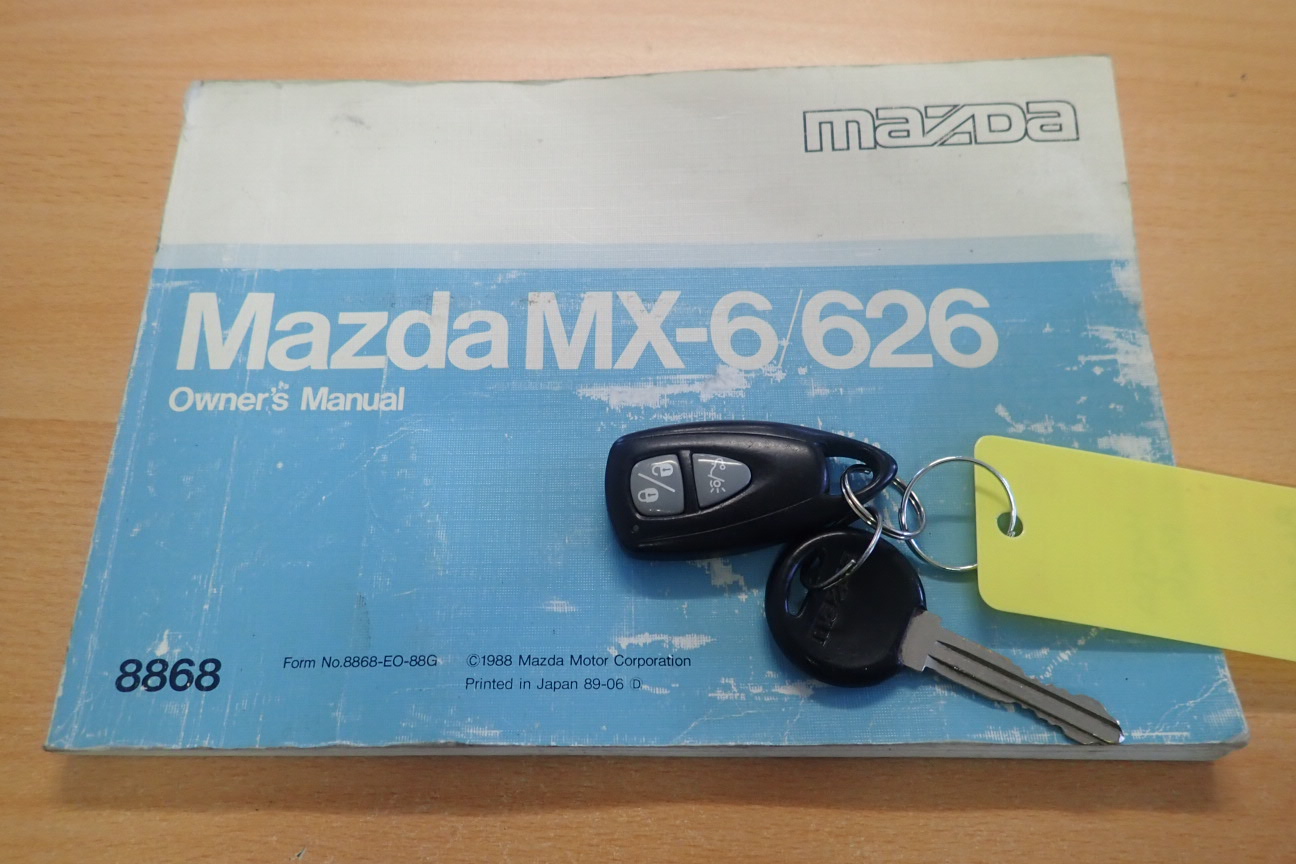 mazda
Mazda MX-6/626
Owner's Manual
8868
Form No.8868-EO-88G ©1988 Mazda Motor Corporation
Printed in Japan 89-06 Ⓓ